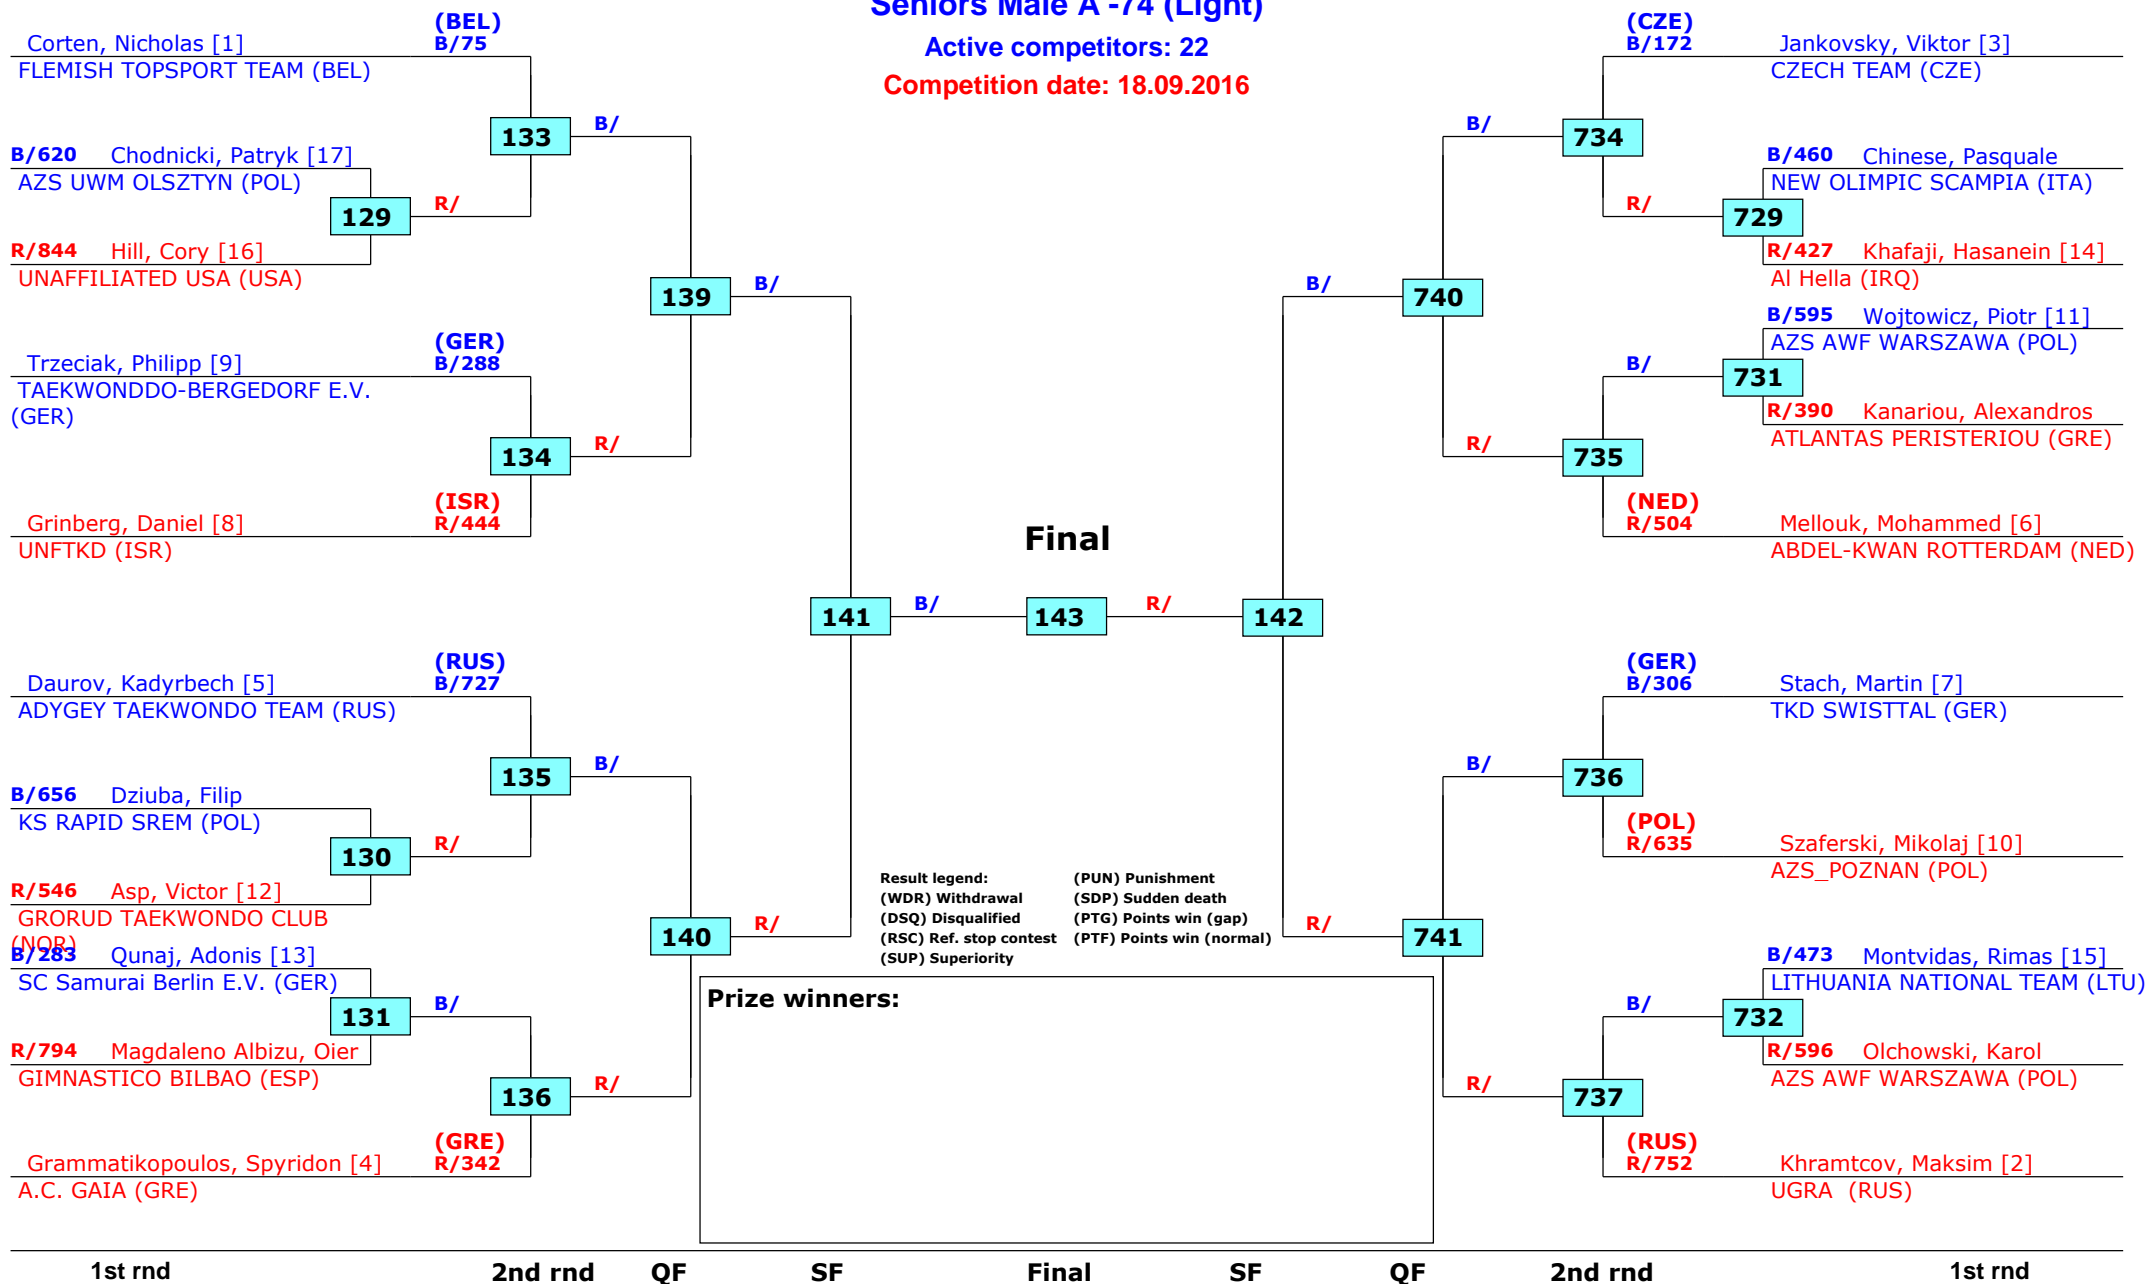 Seniors Male A -74 (Light)
Active competitors: 22
Competition date: 18.09.2016
(BEL)
Corten, Nicholas [1] B/75
FLEMISH TOPSPORT TEAM (BEL)
133 B/
B/620 Chodnicki, Patryk [17]
AZS UWM OLSZTYN (POL)
129 R/
R/844 Hill, Cory [16]
UNAFFILIATED USA (USA)
139 B/
(GER)
Trzeciak, Philipp [9] B/288
TAEKWONDDO-BERGEDORF E.V.
(GER)
134 R/
(ISR)
Grinberg, Daniel [8] R/444
UNFTKD (ISR)
141 B/
(RUS)
Daurov, Kadyrbech [5] B/727
ADYGEY TAEKWONDO TEAM (RUS)
135 B/
B/656 Dziuba, Filip
KS RAPID SREM (POL)
130 R/
R/546 Asp, Victor [12]
GRORUD TAEKWONDO CLUB
(NOR)
140 R/
B/283 Qunaj, Adonis [13]
SC Samurai Berlin E.V. (GER)
131 B/
R/794 Magdaleno Albizu, Oier
GIMNASTICO BILBAO (ESP)
136 R/
(GRE)
Grammatikopoulos, Spyridon [4] R/342
A.C. GAIA (GRE)
Final
143
(CZE)
B/172 Jankovsky, Viktor [3]
CZECH TEAM (CZE)
B/ 734
B/460 Chinese, Pasquale
NEW OLIMPIC SCAMPIA (ITA)
R/ 729
R/427 Khafaji, Hasanein [14]
Al Hella (IRQ)
B/ 740
B/595 Wojtowicz, Piotr [11]
AZS AWF WARSZAWA (POL)
B/ 731
R/390 Kanariou, Alexandros
ATLANTAS PERISTERIOU (GRE)
R/ 735
(NED)
R/504 Mellouk, Mohammed [6]
ABDEL-KWAN ROTTERDAM (NED)
R/ 142
(GER)
B/306 Stach, Martin [7]
TKD SWISTTAL (GER)
B/ 736
(POL)
R/635 Szaferski, Mikolaj [10]
AZS_POZNAN (POL)
R/ 741
B/473 Montvidas, Rimas [15]
LITHUANIA NATIONAL TEAM (LTU)
B/ 732
R/596 Olchowski, Karol
AZS AWF WARSZAWA (POL)
R/ 737
(RUS)
R/752 Khramtcov, Maksim [2]
UGRA (RUS)
Result legend: (PUN) Punishment
(WDR) Withdrawal (SDP) Sudden death
(DSQ) Disqualified (PTG) Points win (gap)
(RSC) Ref. stop contest (PTF) Points win (normal)
(SUP) Superiority
Prize winners:
1st rnd 2nd rnd QF SF Final SF QF 2nd rnd 1st rnd